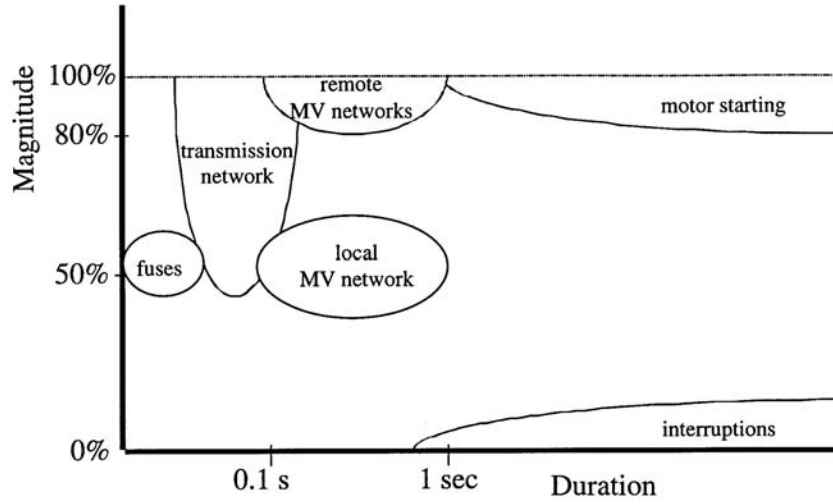 Magnitude
100%
80%
50%
0%
remote
MV networks
motor starting
transmission
network
fuses
local
MV network
interruptions
0.1 s
1 sec
Duration